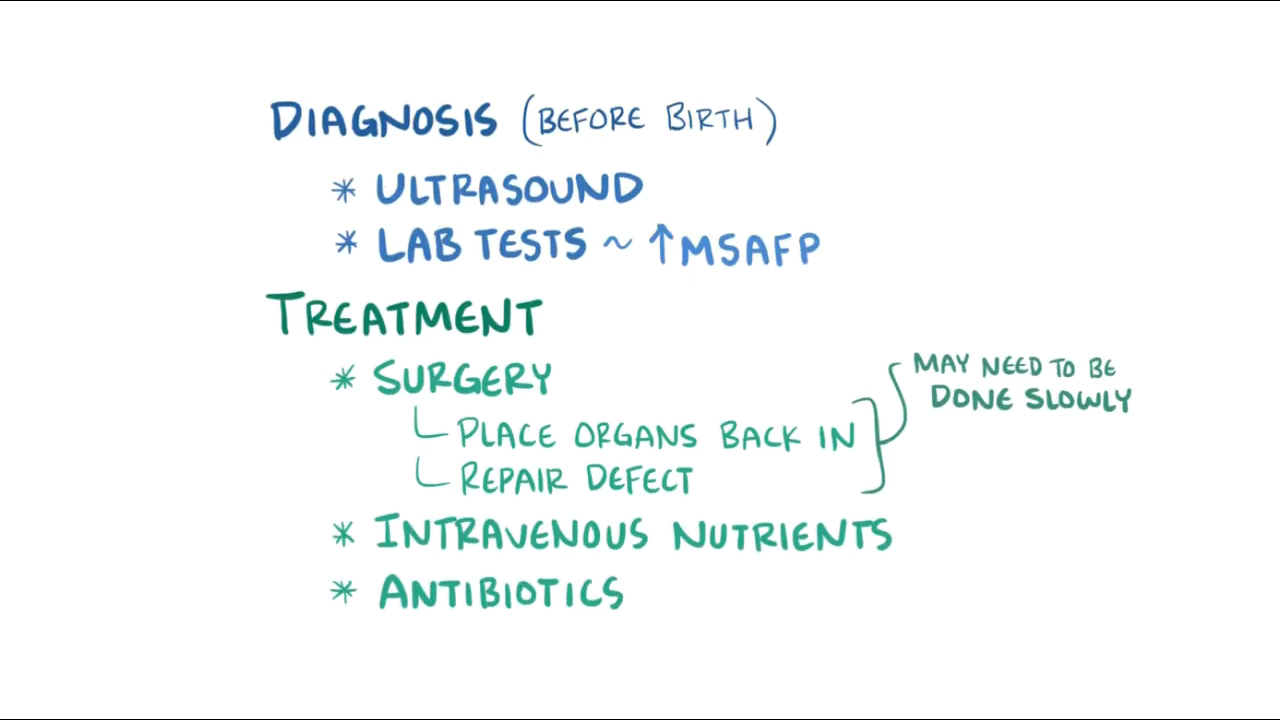 DIAGNOSIS (BEFORE BIRTH)
* ULTRASOUND
* LAB TESTS ~ ↑MSAFP
TREATMENT
* SURGERY
PLACE ORGANS BACK IN
REPAIR DEFECT
MAY NEED TO BE
DONE SLOWLY
* INTRAVENOUS NUTRIENTS
* ANTIBIOTICS